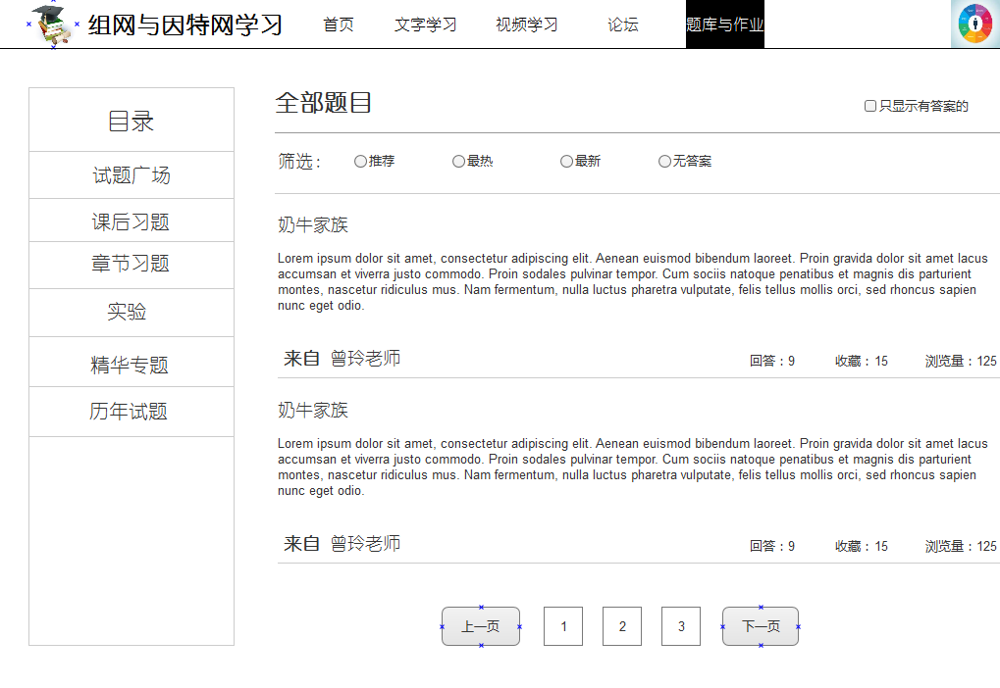 组网与因特网学习 首页 文字学习 视频学习 论坛 题库与作业
目录
试题广场
课后习题
章节习题
实验
精华专题
历年试题
全部题目 只显示有答案的
筛选： 推荐 最热 最新 无答案
奶牛家族
Lorem ipsum dolor sit amet, consectetur adipiscing elit. Aenean euismod bibendum laoreet. Proin gravida dolor sit amet lacus
accumsan et viverra justo commodo. Proin sodales pulvinar tempor. Cum sociis natoque penatibus et magnis dis parturient
montes, nascetur ridiculus mus. Nam fermentum, nulla luctus pharetra vulputate, felis tellus mollis orci, sed rhoncus sapien
nunc eget odio.
来自 曾玲老师 回答：9 收藏：15 浏览量：125
奶牛家族
Lorem ipsum dolor sit amet, consectetur adipiscing elit. Aenean euismod bibendum laoreet. Proin gravida dolor sit amet lacus
accumsan et viverra justo commodo. Proin sodales pulvinar tempor. Cum sociis natoque penatibus et magnis dis parturient
montes, nascetur ridiculus mus. Nam fermentum, nulla luctus pharetra vulputate, felis tellus mollis orci, sed rhoncus sapien
nunc eget odio.
来自 曾玲老师 回答：9 收藏：15 浏览量：125
上一页 1 2 3 下一页